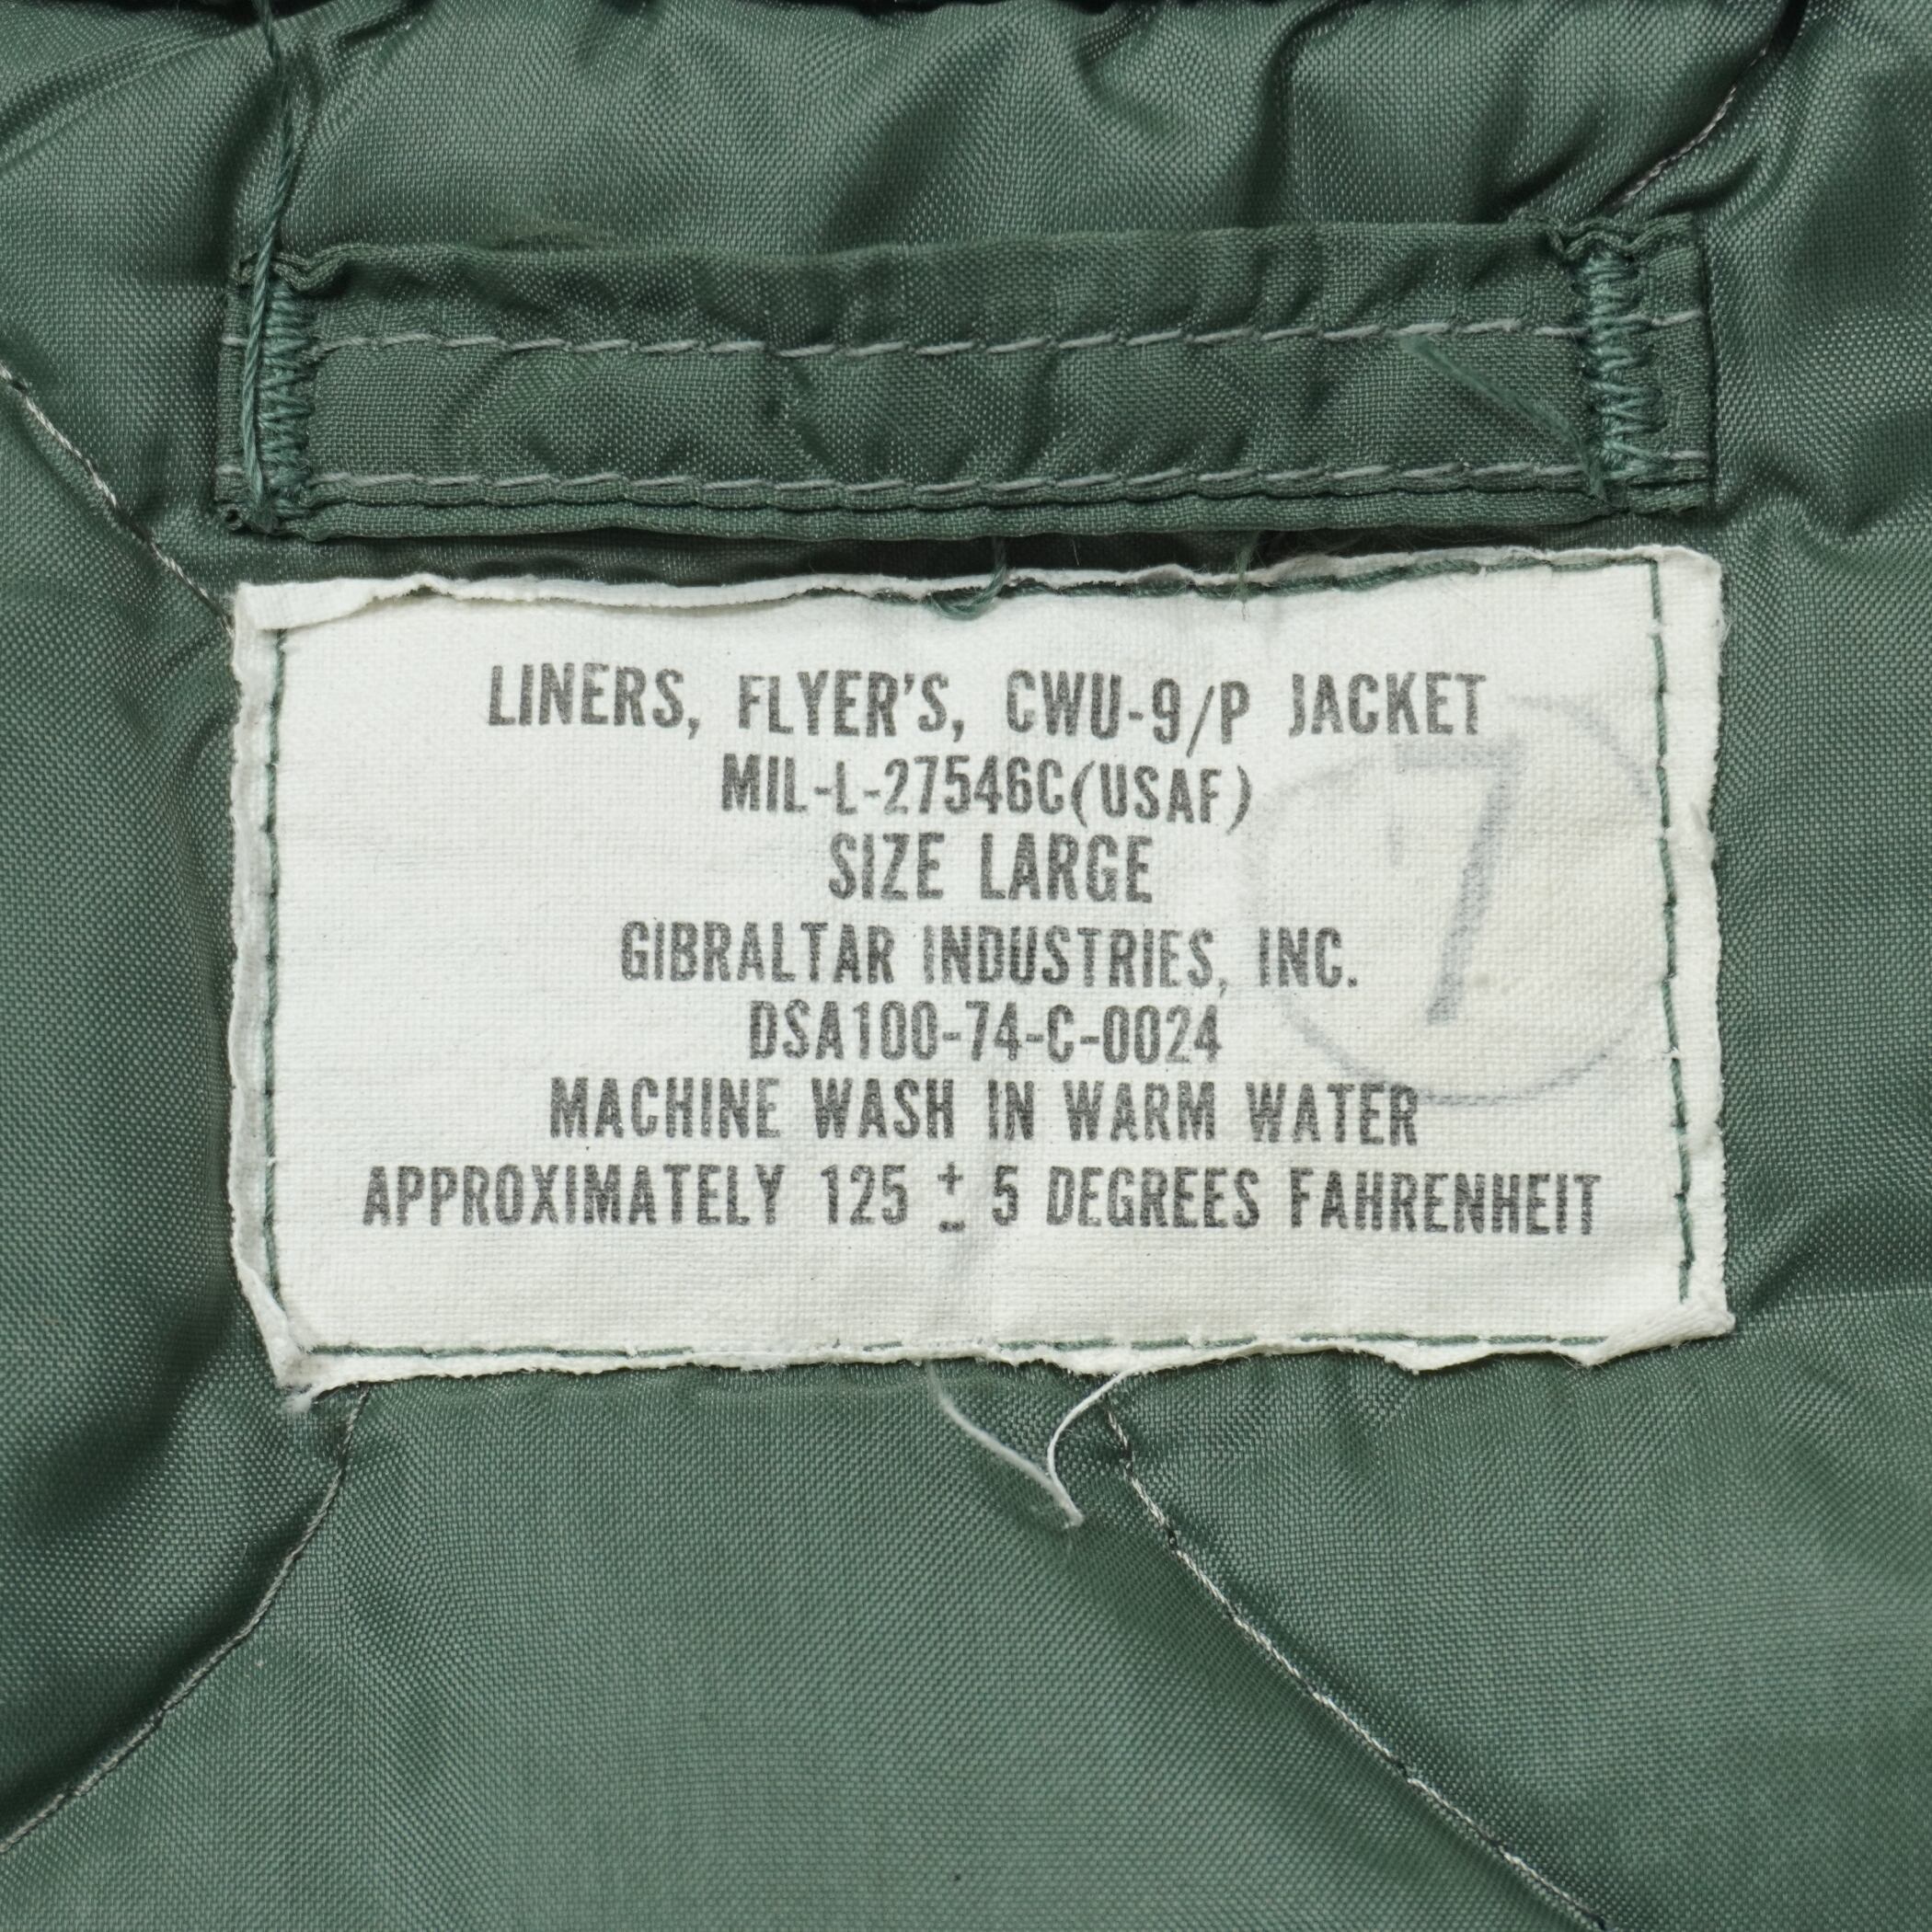 LINERS, FLYER'S, CWU-9/P JACKET
MIL-L-27546C(USAF)
SIZE LARGE
GIBRALTAR INDUSTRIES, INC.
DSA100-74-C-0024
MACHINE WASH IN WARM WATER
APPROXIMATELY 125 ± 5 DEGREES FAHRENHEIT
7